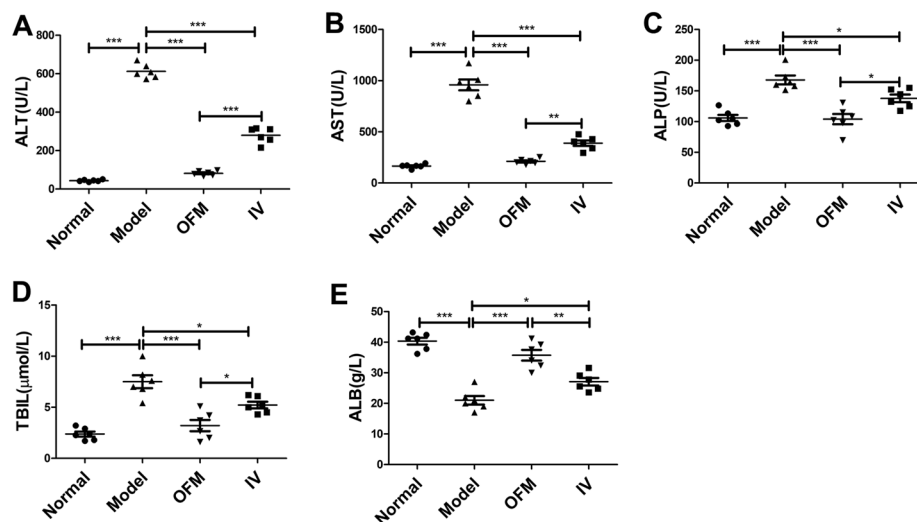 A
ALT(U/L)
800
600
400
200
0
***
***
***
***
Normal
Model
OFM
IV
B
AST(U/L)
1500
1000
500
0
***
***
***
**
Normal
Model
OFM
IV
C
ALP(U/L)
250
200
150
100
50
0
*
***
***
*
Normal
Model
OFM
IV
D
TBIL(μmol/L)
15
10
5
0
*
***
***
*
Normal
Model
OFM
IV
E
ALB(g/L)
50
40
30
20
10
0
*
***
***
**
Normal
Model
OFM
IV